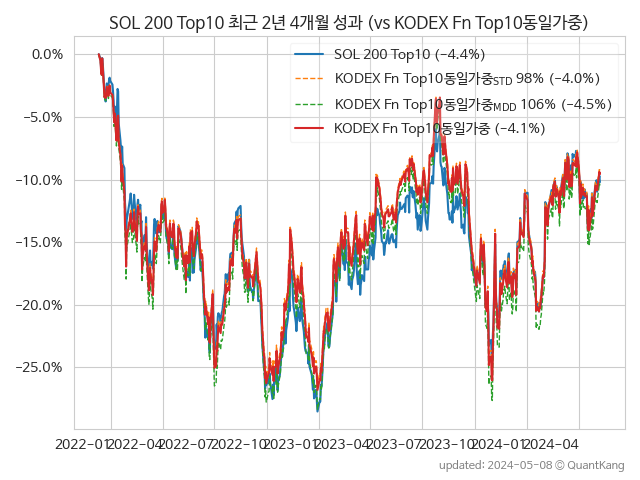 SOL 200 Top10 최근 2년 4개월 성과 (vs KODEX Fn Top10동일가중)
0.0%
−5.0%
−10.0%
−15.0%
−20.0%
−25.0%
SOL 200 Top10 (−4.4%)
KODEX Fn Top10동일가중STD 98% (−4.0%)
KODEX Fn Top10동일가중MDD 106% (−4.5%)
KODEX Fn Top10동일가중 (−4.1%)
2022-01 2022-04 2022-07 2022-10 2023-01 2023-04 2023-07 2023-10 2024-01 2024-04
updated: 2024-05-08 © QuantKang